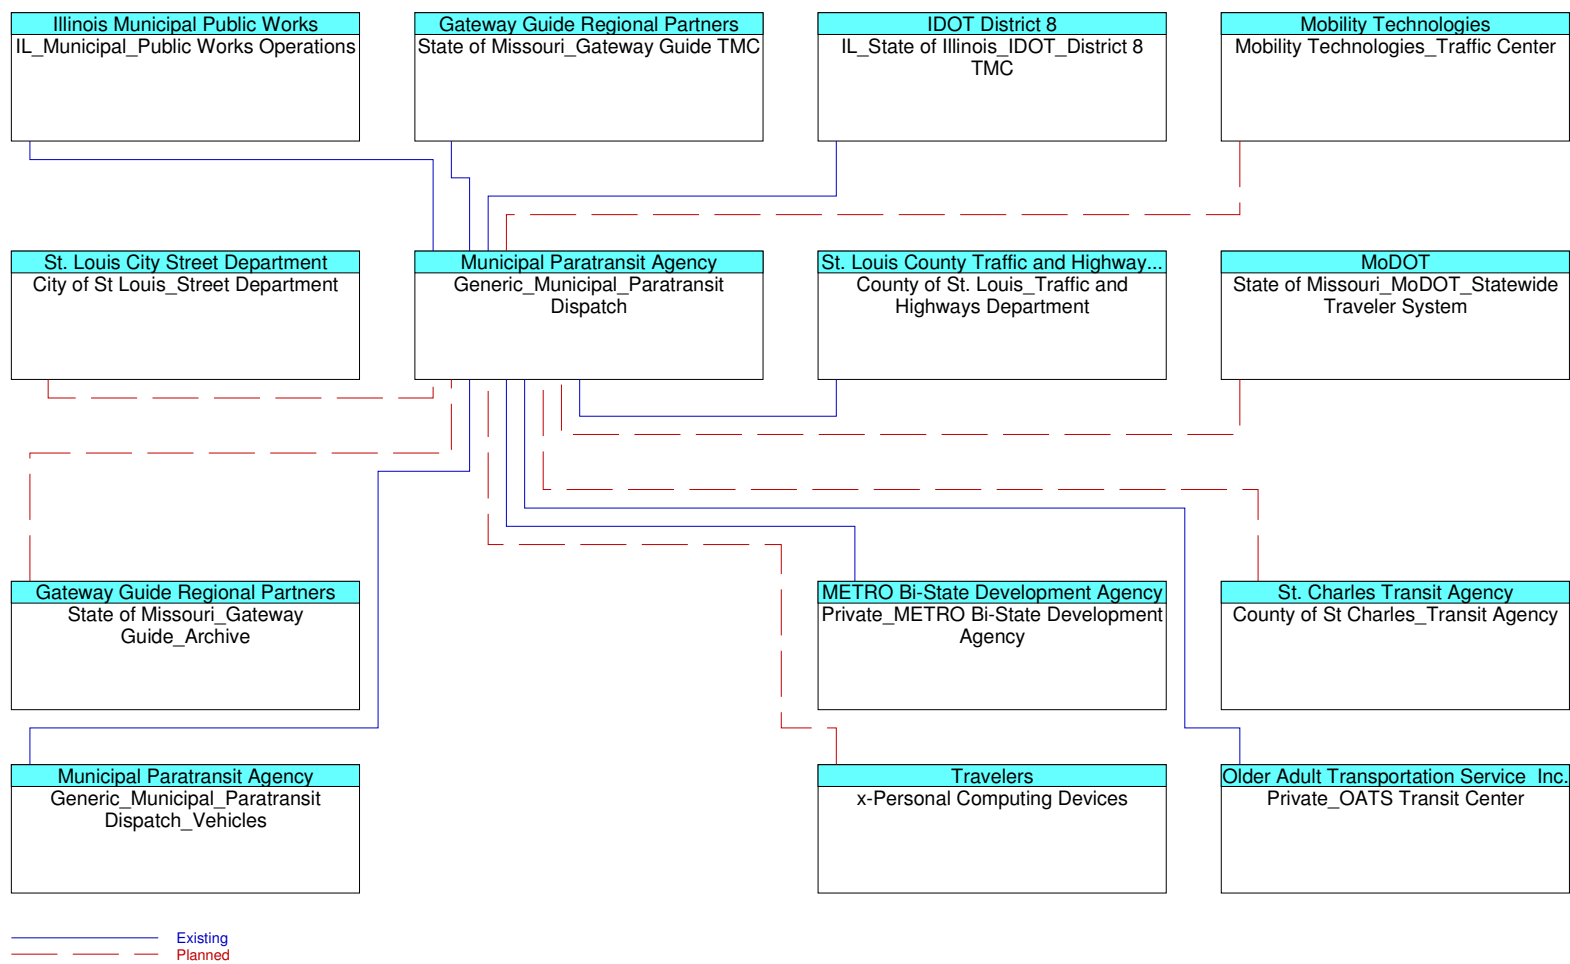 Illinois Municipal Public Works
IL_Municipal_Public Works Operations
Gateway Guide Regional Partners
State of Missouri_Gateway Guide TMC
IDOT District 8
IL_State of Illinois_IDOT_District 8
TMC
Mobility Technologies
Mobility Technologies_Traffic Center
St. Louis City Street Department
City of St Louis_Street Department
Municipal Paratransit Agency
Generic_Municipal_Paratransit
Dispatch
St. Louis County Traffic and Highway...
County of St. Louis_Traffic and
Highways Department
MoDOT
State of Missouri_MoDOT_Statewide
Traveler System
Gateway Guide Regional Partners
State of Missouri_Gateway
Guide_Archive
METRO Bi-State Development Agency
Private_METRO Bi-State Development
Agency
St. Charles Transit Agency
County of St Charles_Transit Agency
Municipal Paratransit Agency
Generic_Municipal_Paratransit
Dispatch_Vehicles
Travelers
x-Personal Computing Devices
Older Adult Transportation Service  Inc.
Private_OATS Transit Center
Existing
Planned